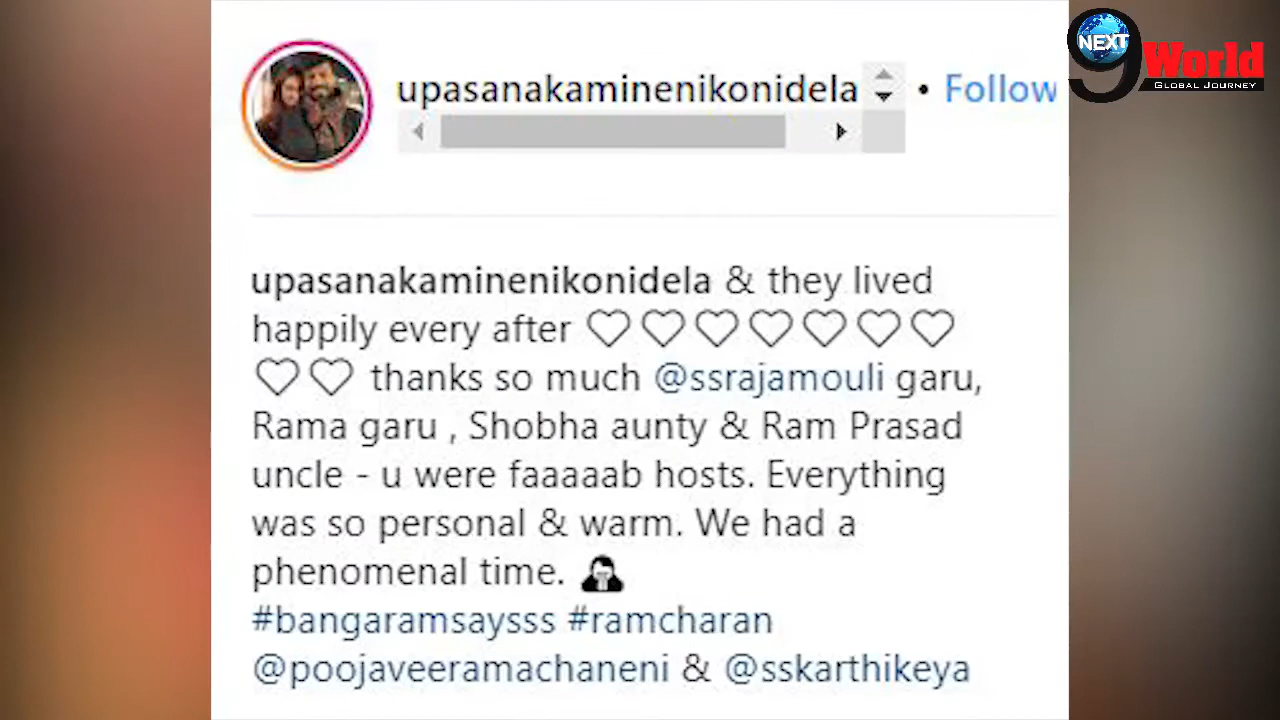 upasanakaminenikonidela • Follow
NEXT
9 World
GLOBAL JOURNEY
upasanakaminenikonidela & they lived
happily every after ♡♡♡♡♡♡♡
♡♡ thanks so much @ssrajamouli garu,
Rama garu , Shobha aunty & Ram Prasad
uncle - u were faaaaab hosts. Everything
was so personal & warm. We had a
phenomenal time.
#bangaramsaysss #ramcharan
@poojaveeramachaneni & @sskarthikeya